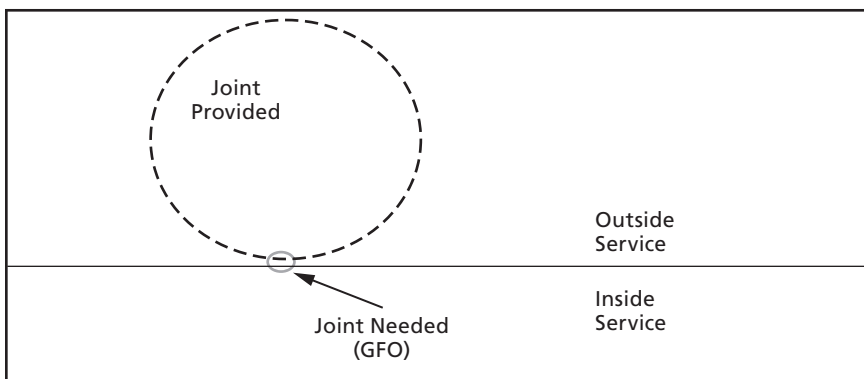 Joint
Provided
Outside
Service
Inside
Service
Joint Needed
(GFO)